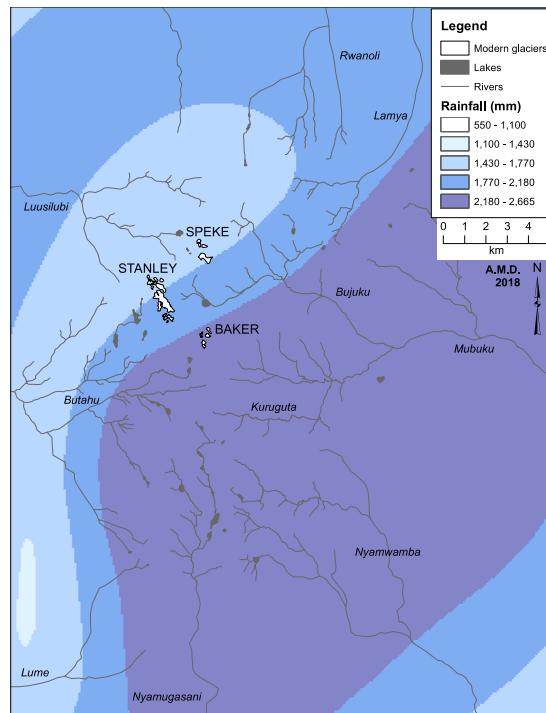 Legend
Modern glaciers
Lakes
Rivers
Rainfall (mm)
550 - 1,100
1,100 - 1,430
1,430 - 1,770
1,770 - 2,180
2,180 - 2,665
0 1 2 3 4 5
km
A.M.D.
2018
N
Rwanoli
Lamya
Luusilubi
SPEKE
STANLEY
Bujuku
BAKER
Mubuku
Butahu
Kuruguta
Nyamwamba
Lume
Nyamugasani